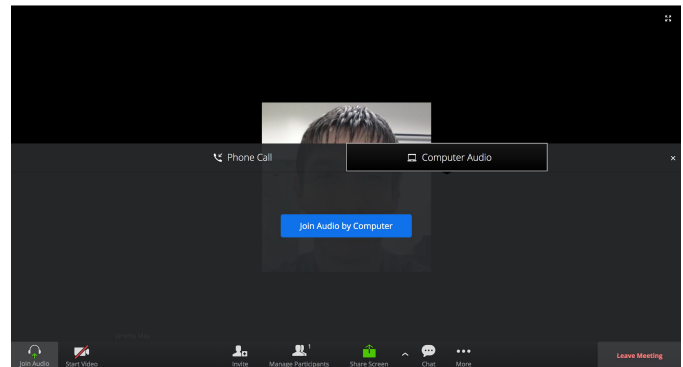 Phone Call
Computer Audio
×
Join Audio by Computer
1
Join Audio
Start Video
Invite
Manage Participants
Share Screen
Chat
More
Leave Meeting